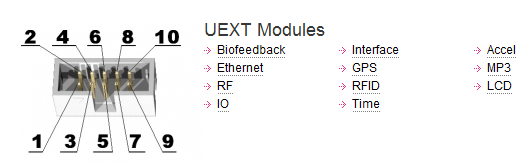 2 4 6 8 10
1 3 5 7 9
UEXT Modules
Biofeedback
Ethernet
RF
IO
Interface
GPS
RFID
Time
Accel
MP3
LCD